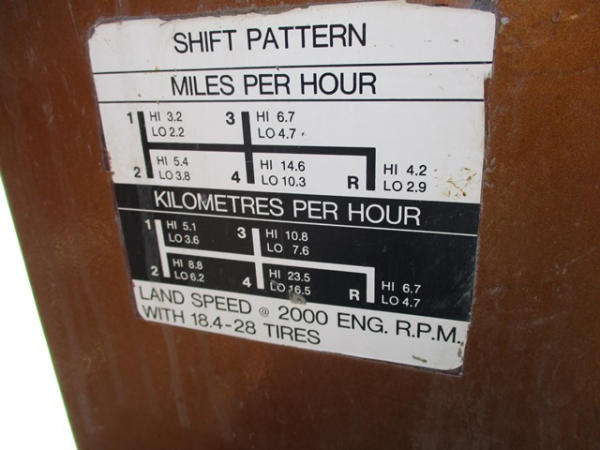 SHIFT PATTERN
MILES PER HOUR
1 HI 3.2 3 HI 6.7
LO 2.2 LO 4.7
HI 5.4 HI 14.6 HI 4.2
2 LO 3.8 4 LO 10.3 R LO 2.9
KILOMETRES PER HOUR
1 HI 5.1 3 HI 10.8
LO 3.6 LO 7.6
HI 8.8 HI 23.5 HI 6.7
2 LO 6.2 4 LO 16.5 R LO 4.7
LAND SPEED @ 2000 ENG. R.P.M.
WITH 18.4-28 TIRES